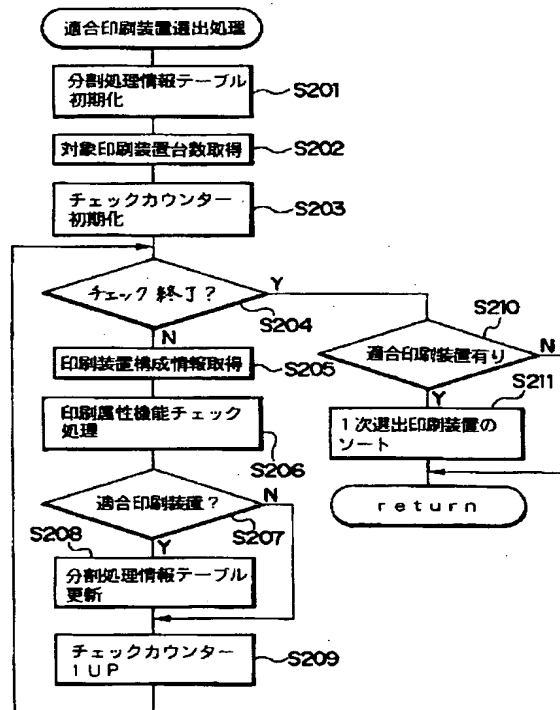 適合印刷装置選出処理
分割処理情報テーブル
初期化
S201
対象印刷装置台数取得
S202
チェックカウンター
初期化
S203
チェック終了?
Y
S204
N
印刷装置構成情報取得
S205
印刷属性機能チェック
処理
S206
適合印刷装置?
N
S207
Y
S208
分割処理情報テーブル
更新
チェックカウンター
1UP
S209
S210
適合印刷装置有り
N
Y
S211
1次選出印刷装置の
ソート
return